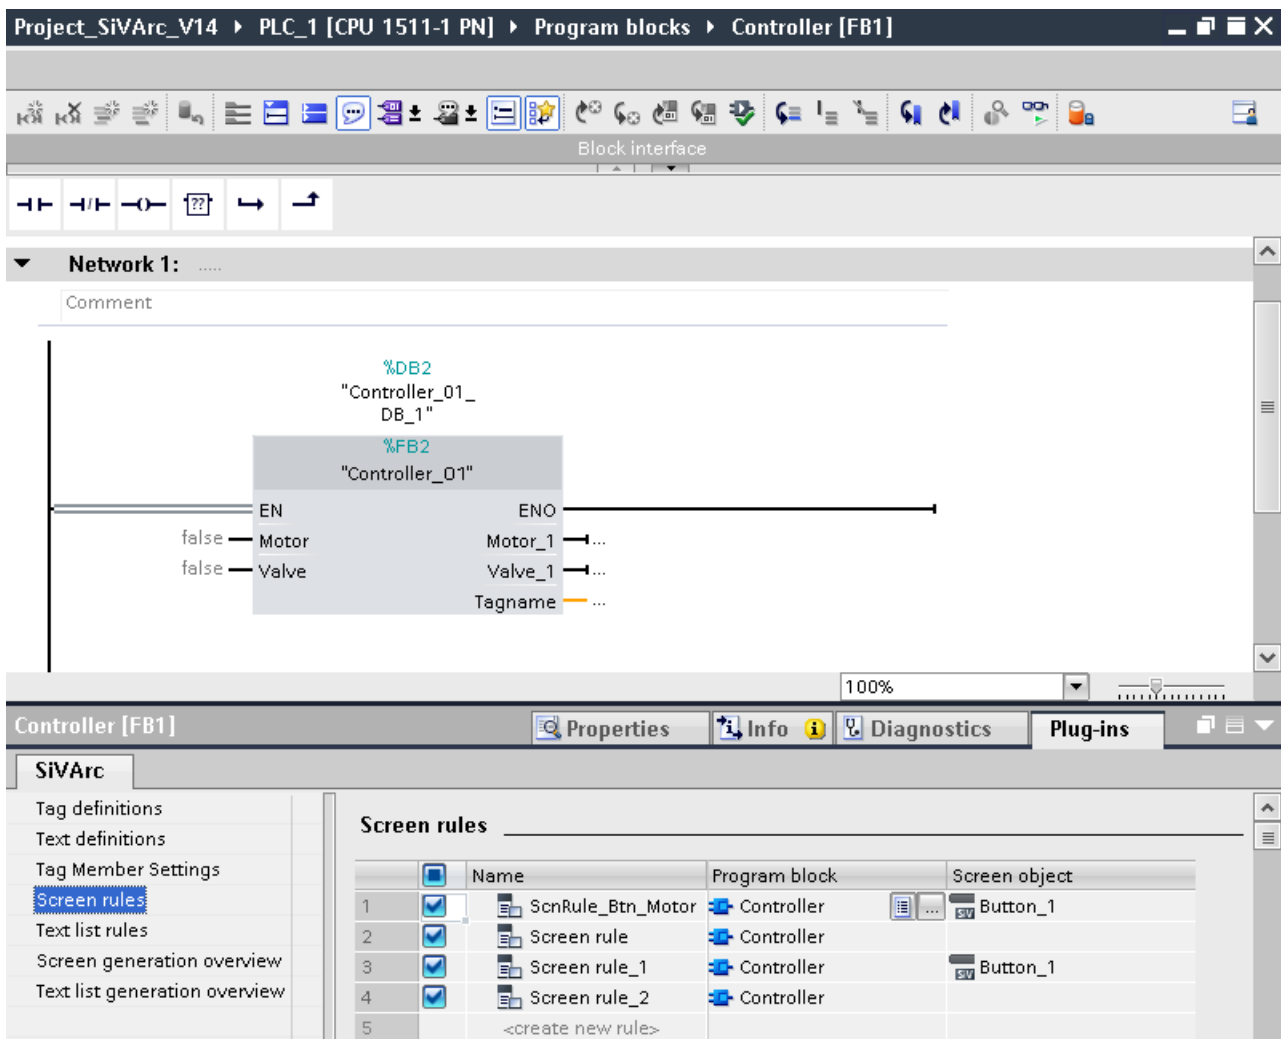 Project_SiVArc_V14 ▸ PLC_1 [CPU 1511-1 PN] ▸ Program blocks ▸ Controller [FB1]
Block interface
??
Network 1: .....
Comment
%DB2
"Controller_01_
DB_1"
%FB2
"Controller_01"
EN ENO
false Motor Motor_1 ...
false Valve Valve_1 ...
Tagname ...
100%
Controller [FB1] Properties Info Diagnostics Plug-ins
SiVArc
Tag definitions
Text definitions
Tag Member Settings
Screen rules
Text list rules
Screen generation overview
Text list generation overview
Screen rules
Name Program block Screen object
1 ScnRule_Btn_Motor Controller ... Button_1
2 Screen rule Controller
3 Screen rule_1 Controller Button_1
4 Screen rule_2 Controller
5 <create new rule>